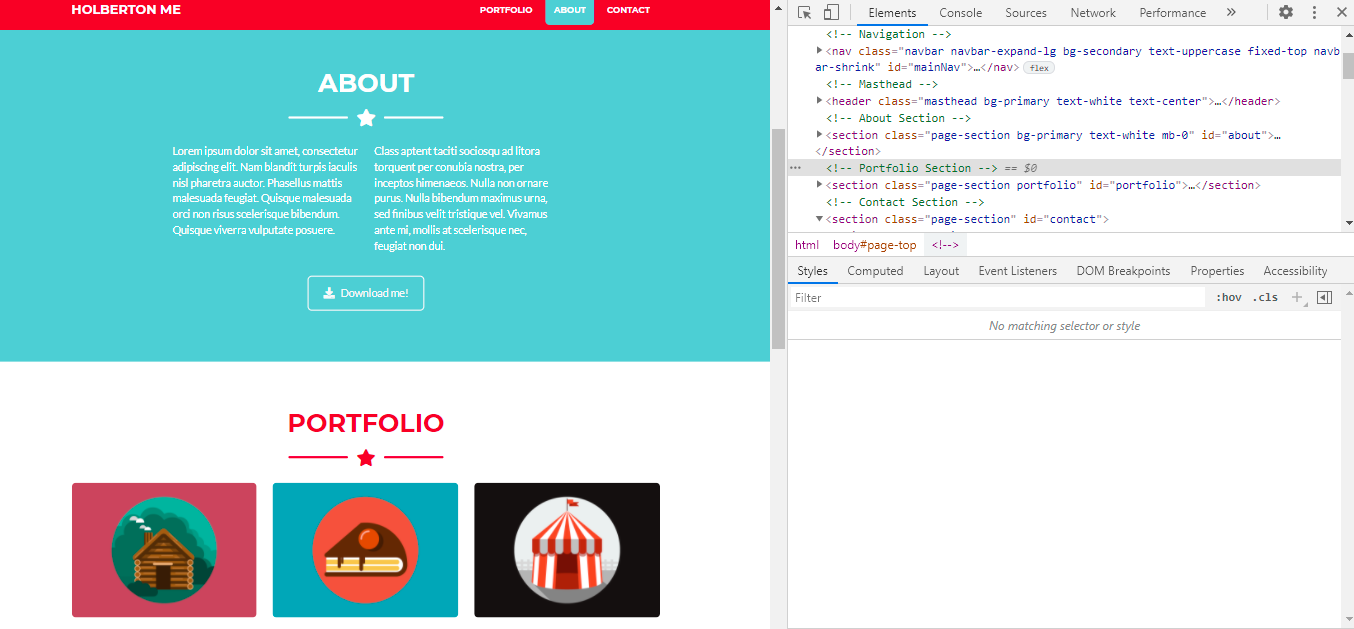 HOLBERTON ME
PORTFOLIO ABOUT CONTACT
ABOUT
Lorem ipsum dolor sit amet, consectetur
adipiscing elit. Nam blandit turpis iaculis
nisl pharetra auctor. Phasellus mattis
malesuada feugiat. Quisque malesuada
orci non risus scelerisque bibendum.
Quisque viverra vulputate posuere.
Class aptent taciti sociosqu ad litora
torquent per conubia nostra, per
inceptos himenaeos. Nulla non ornare
purus. Nulla bibendum maximus urna,
sed finibus velit tristique vel. Vivamus
ante mi, mollis at scelerisque nec,
feugiat non dui.
Download me!
PORTFOLIO
Elements Console Sources Network Performance »
<!-- Navigation -->
<nav class="navbar navbar-expand-lg bg-secondary text-uppercase fixed-top navb
ar-shrink" id="mainNav">…</nav> flex
<!-- Masthead -->
<header class="masthead bg-primary text-white text-center">…</header>
<!-- About Section -->
<section class="page-section bg-primary text-white mb-0" id="about">…
</section>
<!-- Portfolio Section --> == $0
<section class="page-section portfolio" id="portfolio">…</section>
<!-- Contact Section -->
<section class="page-section" id="contact">
html body#page-top <!-->
Styles Computed Layout Event Listeners DOM Breakpoints Properties Accessibility
Filter :hov .cls +
No matching selector or style